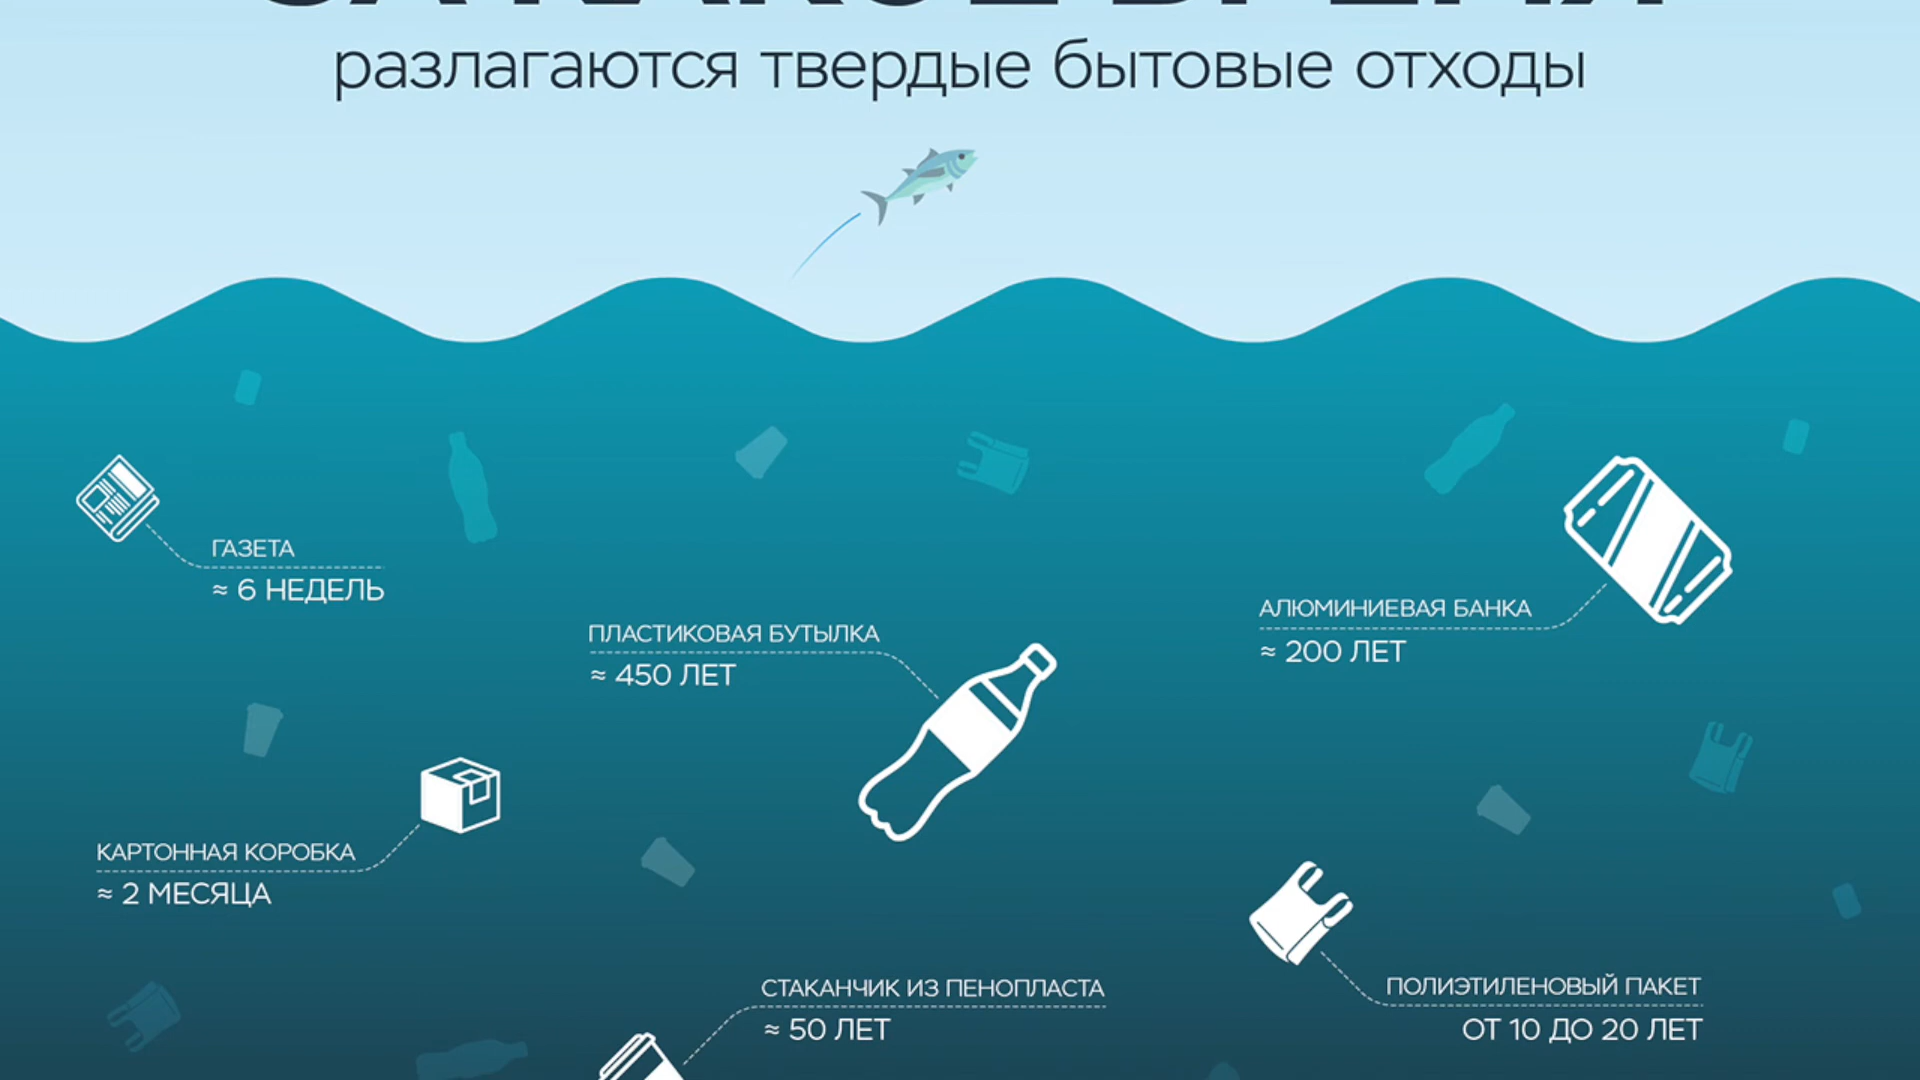 разлагаются твердые бытовые отходы
ГАЗЕТА
≈ 6 НЕДЕЛЬ
ПЛАСТИКОВАЯ БУТЫЛКА
≈ 450 ЛЕТ
АЛЮМИНИЕВАЯ БАНКА
≈ 200 ЛЕТ
КАРТОННАЯ КОРОБКА
≈ 2 МЕСЯЦА
СТАКАНЧИК ИЗ ПЕНОПЛАСТА
≈ 50 ЛЕТ
ПОЛИЭТИЛЕНОВЫЙ ПАКЕТ
ОТ 10 ДО 20 ЛЕТ